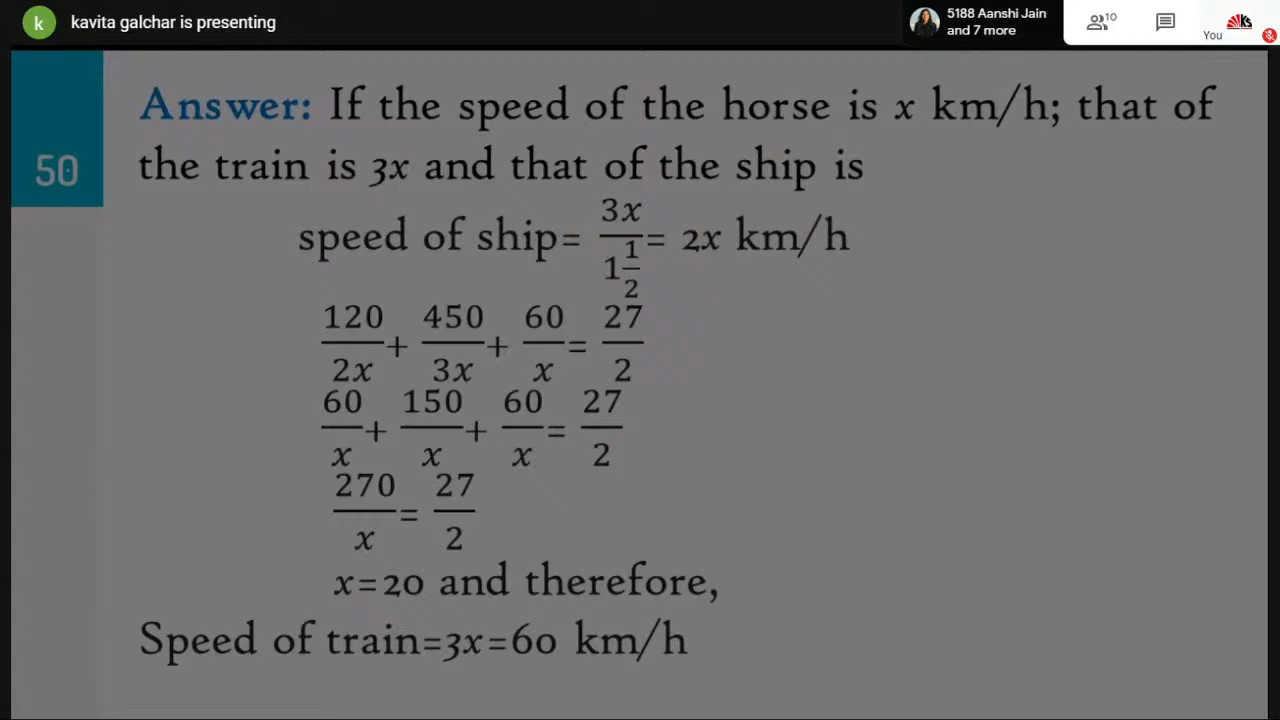 k kavita galchar is presenting
5188 Aanshi Jain
and 7 more
10
ks
You
50
Answer: If the speed of the horse is x km/h; that of
the train is 3x and that of the ship is
speed of ship= 3x/1 1/2 = 2x km/h
120/2x + 450/3x + 60/x = 27/2
60/x + 150/x + 60/x = 27/2
270/x = 27/2
x=20 and therefore,
Speed of train=3x=60 km/h